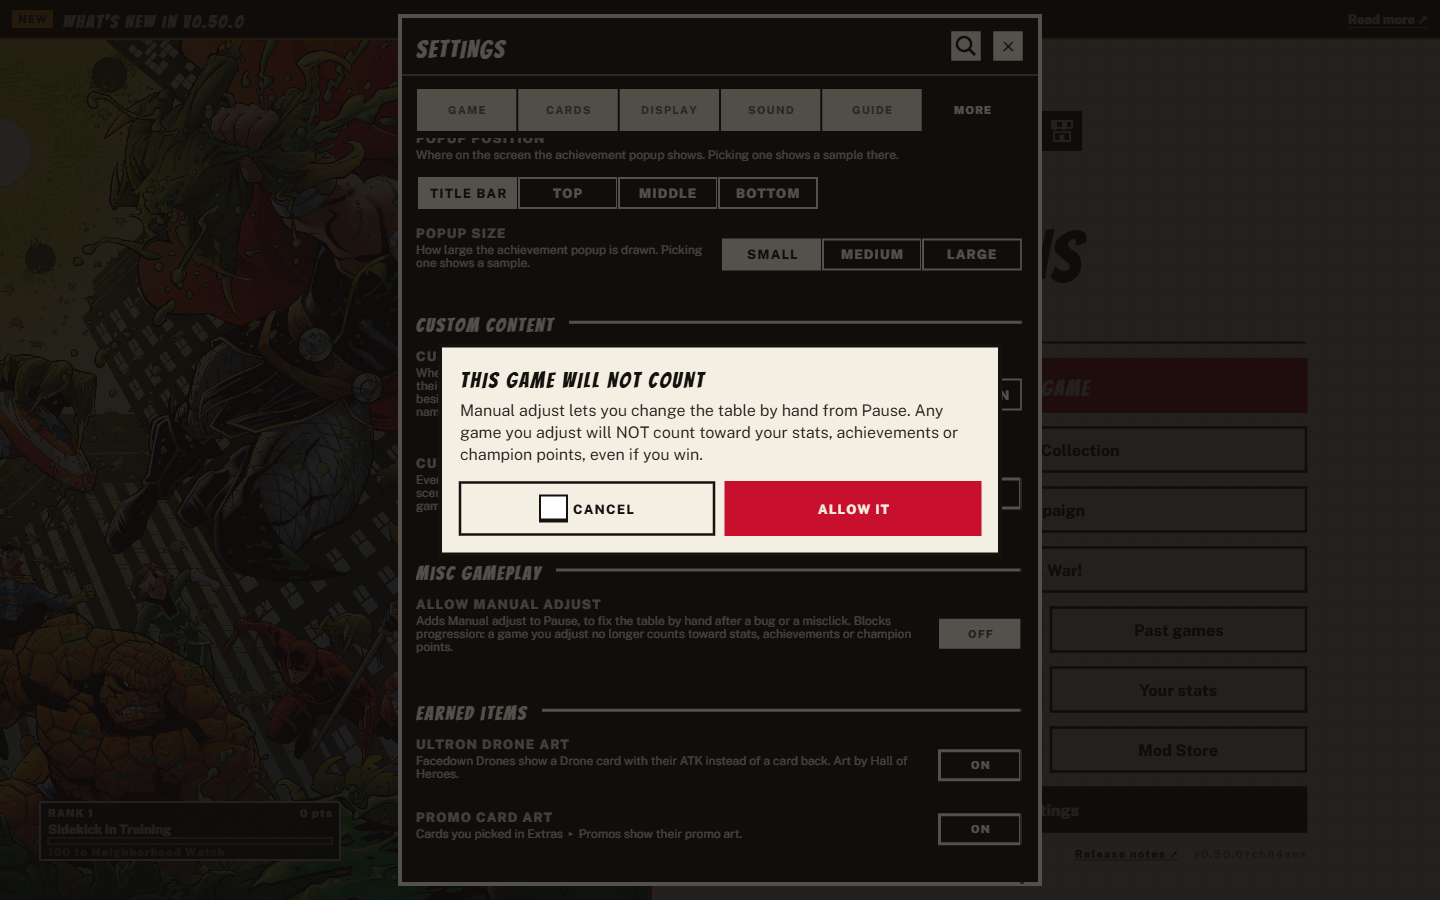 NEW WHAT'S NEW IN V0.50.0
Read more ↗
SETTINGS
GAME
CARDS
DISPLAY
SOUND
GUIDE
MORE
POPUP POSITION
Where on the screen the achievement popup shows. Picking one shows a sample there.
TITLE BAR
TOP
MIDDLE
BOTTOM
POPUP SIZE
How large the achievement popup is drawn. Picking
one shows a sample.
SMALL
MEDIUM
LARGE
CUSTOM CONTENT
THIS GAME WILL NOT COUNT
Manual adjust lets you change the table by hand from Pause. Any
game you adjust will NOT count toward your stats, achievements or
champion points, even if you win.
CANCEL
ALLOW IT
MISC GAMEPLAY
ALLOW MANUAL ADJUST
Adds Manual adjust to Pause, to fix the table by hand after a bug or a misclick. Blocks
progression: a game you adjust no longer counts toward stats, achievements or champion
points.
OFF
EARNED ITEMS
ULTRON DRONE ART
Facedown Drones show a Drone card with their ATK instead of a card back. Art by Hall of
Heroes.
ON
PROMO CARD ART
Cards you picked in Extras ▸ Promos show their promo art.
ON
GAME
Collection
War!
Past games
Your stats
Mod Store
Release notes ↗
RANK 1
0 pts
Sidekick in Training
100 to Neighborhood Watch